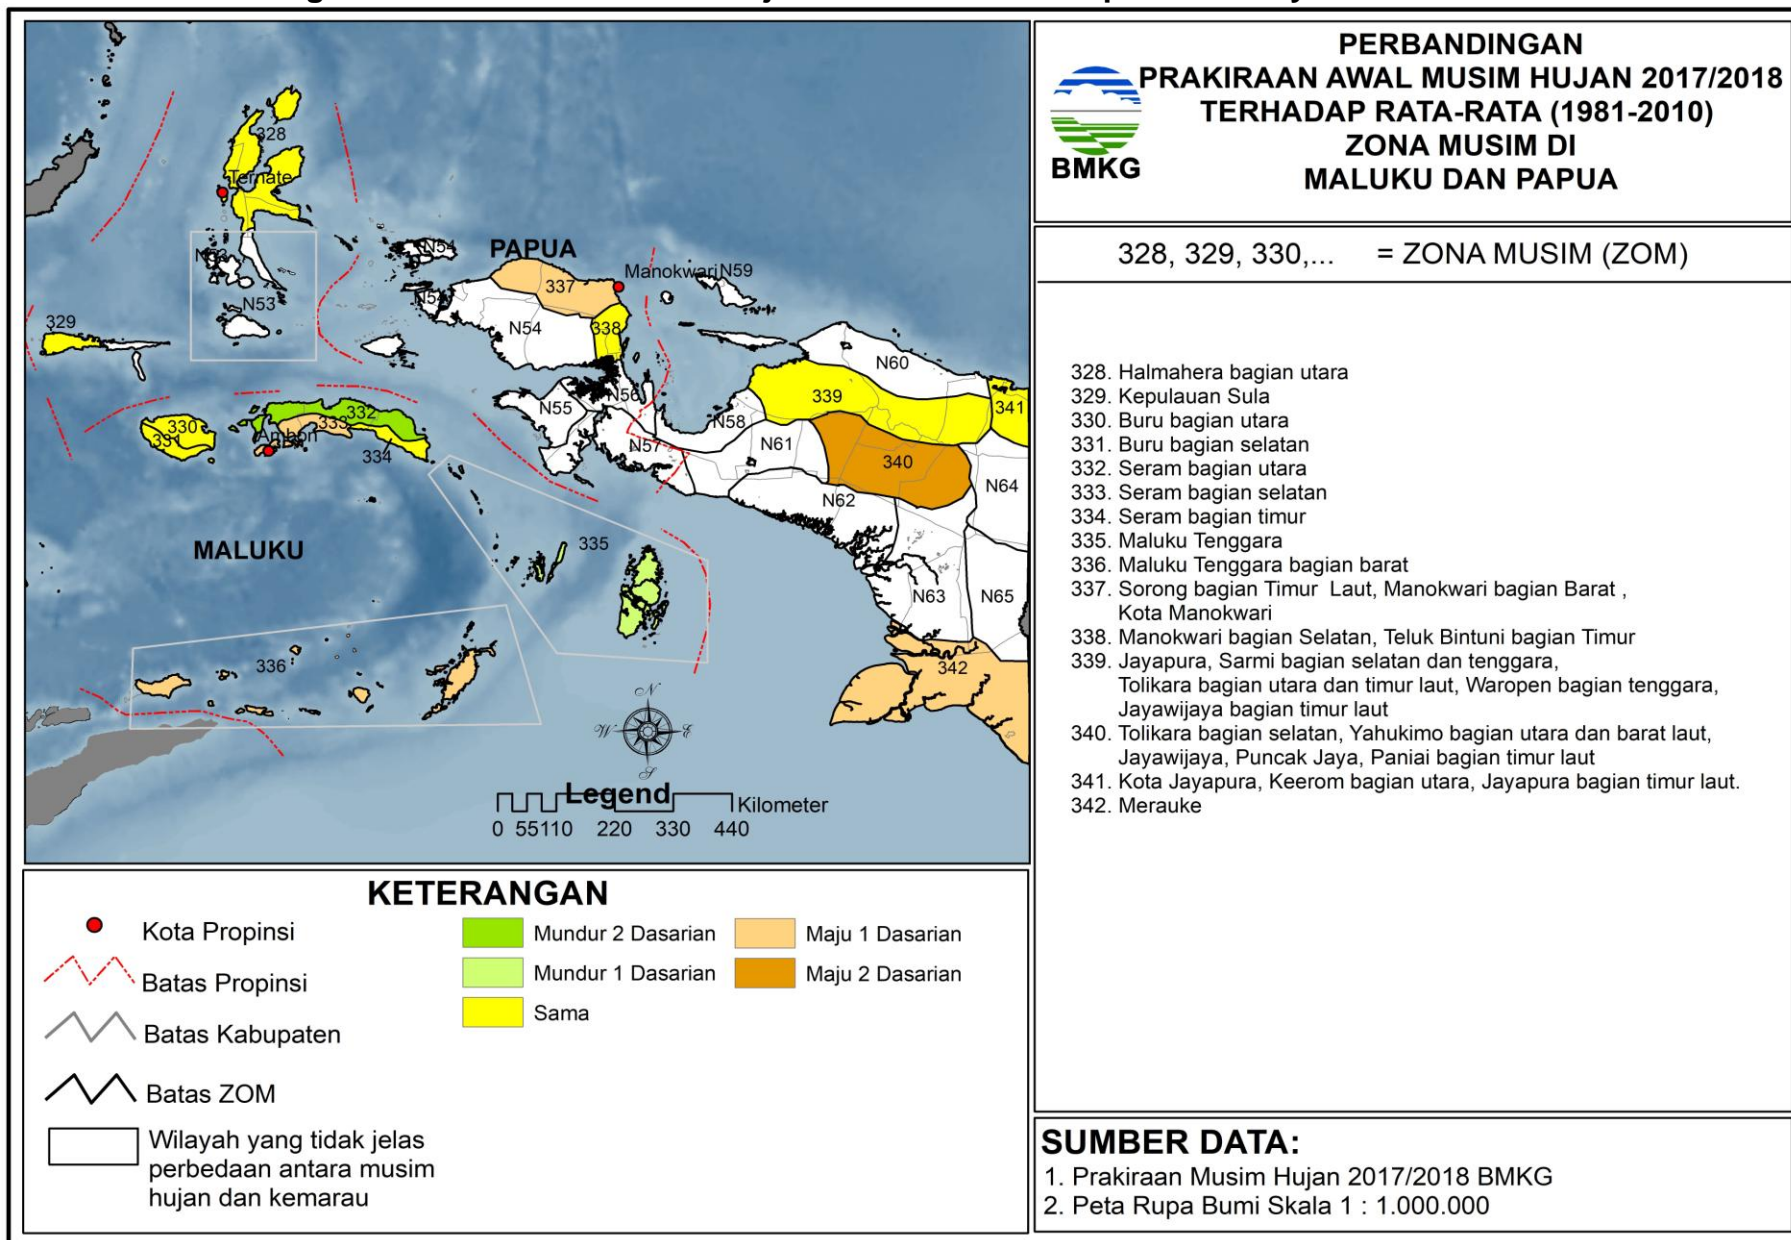 PERBANDINGAN
PRAKIRAAN AWAL MUSIM HUJAN 2017/2018
TERHADAP RATA-RATA (1981-2010)
ZONA MUSIM DI
MALUKU DAN PAPUA
BMKG
328, 329, 330,... = ZONA MUSIM (ZOM)
328. Halmahera bagian utara
329. Kepulauan Sula
330. Buru bagian utara
331. Buru bagian selatan
332. Seram bagian utara
333. Seram bagian selatan
334. Seram bagian timur
335. Maluku Tenggara
336. Maluku Tenggara bagian barat
337. Sorong bagian Timur Laut, Manokwari bagian Barat ,
Kota Manokwari
338. Manokwari bagian Selatan, Teluk Bintuni bagian Timur
339. Jayapura, Sarmi bagian selatan dan tenggara,
Tolikara bagian utara dan timur laut, Waropen bagian tenggara,
Jayawijaya bagian timur laut
340. Tolikara bagian selatan, Yahukimo bagian utara dan barat laut,
Jayawijaya, Puncak Jaya, Paniai bagian timur laut
341. Kota Jayapura, Keerom bagian utara, Jayapura bagian timur laut.
342. Merauke
328
Ternate
N53
N53
329
330
331
332
333
Ambon
334
MALUKU
335
336
PAPUA
N54
N54
N54
337
Manokwari
N59
338
N55
N56
N57
N58
N60
339
341
N61
340
N62
N64
N63
N65
342
N
W
E
S
Legend
Kilometer
0 55110 220 330 440
KETERANGAN
Kota Propinsi
Batas Propinsi
Batas Kabupaten
Batas ZOM
Wilayah yang tidak jelas
perbedaan antara musim
hujan dan kemarau
Mundur 2 Dasarian
Mundur 1 Dasarian
Sama
Maju 1 Dasarian
Maju 2 Dasarian
SUMBER DATA:
1. Prakiraan Musim Hujan 2017/2018 BMKG
2. Peta Rupa Bumi Skala 1 : 1.000.000